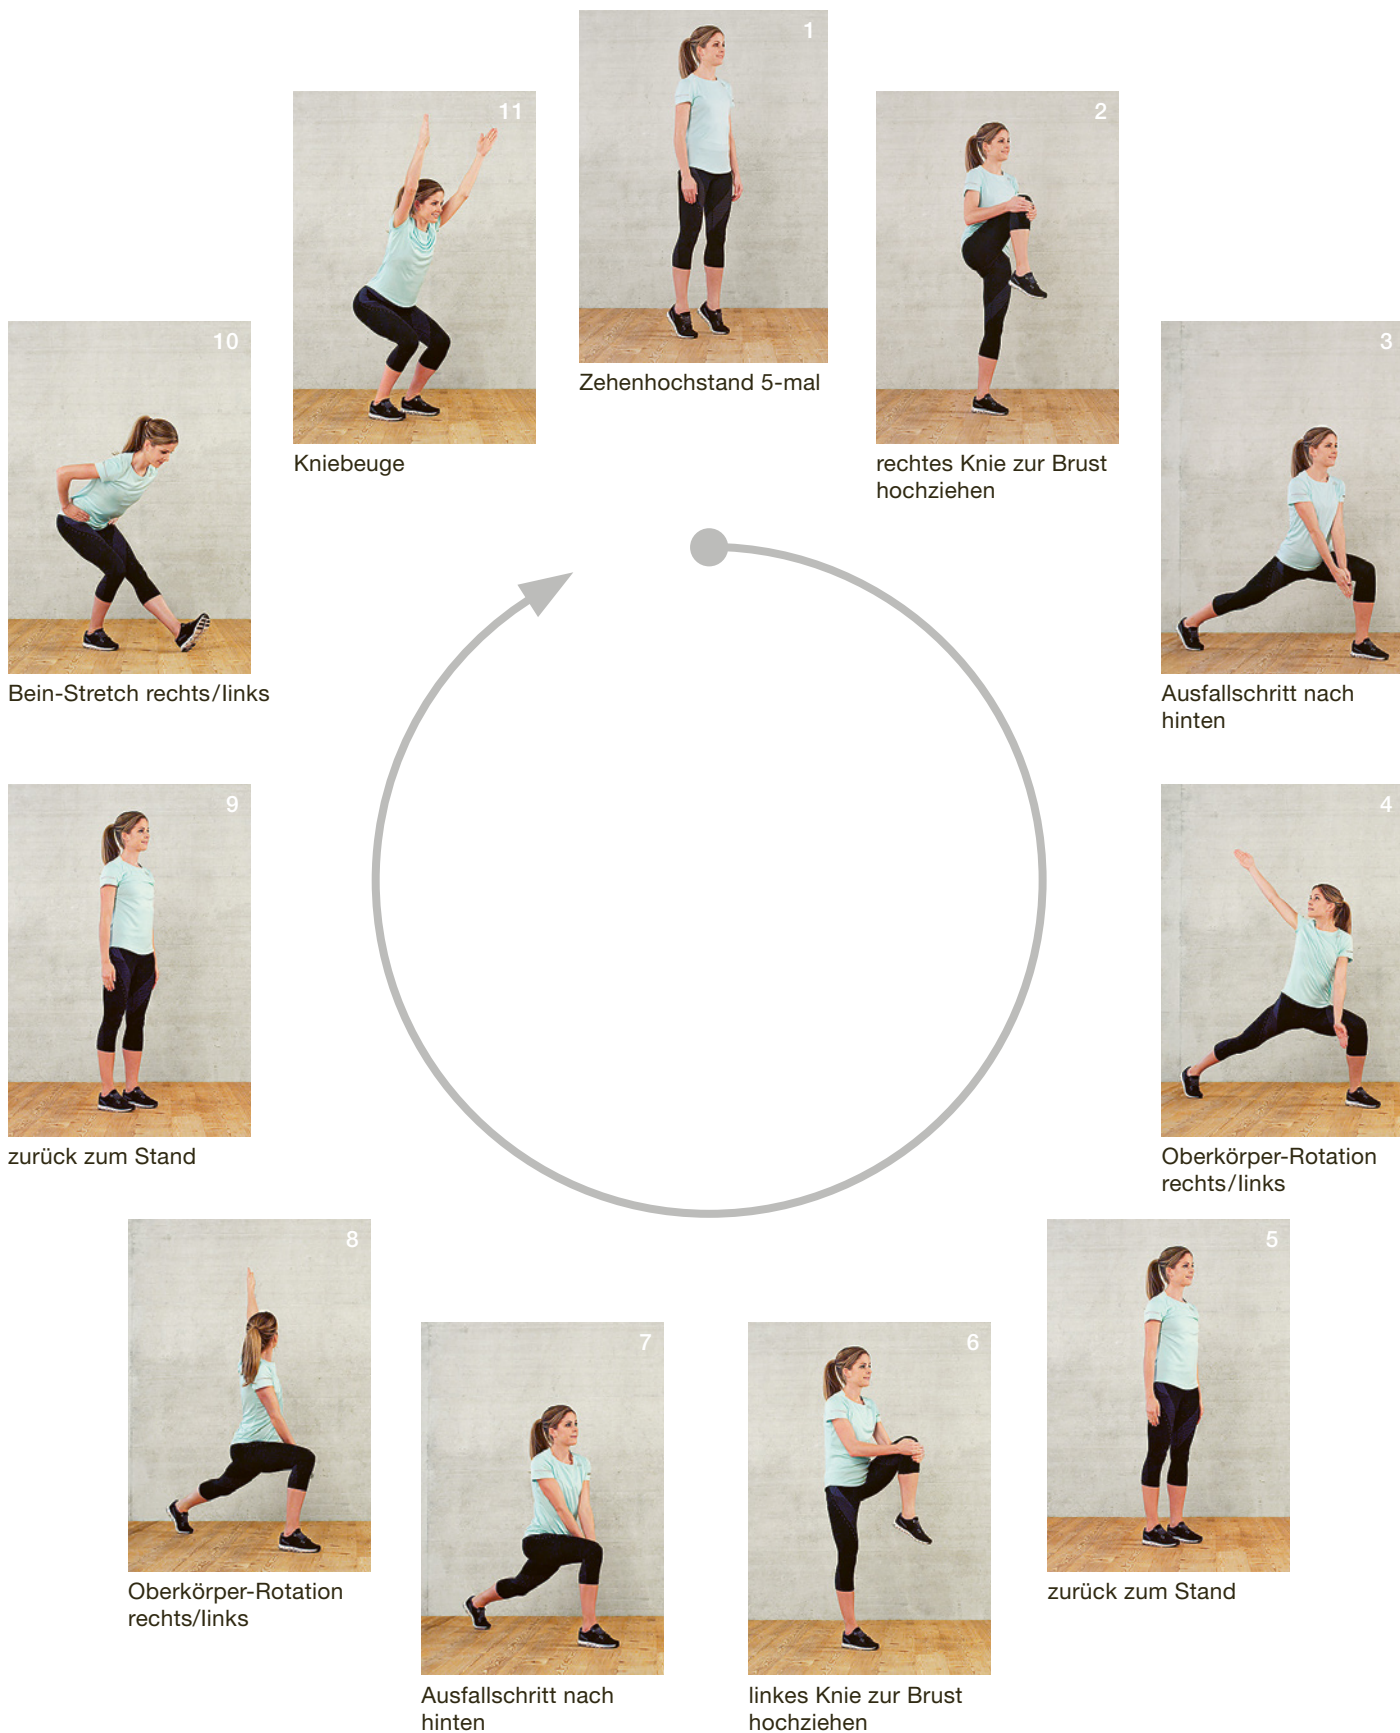 1
Zehenhochstand 5-mal
2
rechtes Knie zur Brust
hochziehen
3
Ausfallschritt nach
hinten
4
Oberkörper-Rotation
rechts/links
5
zurück zum Stand
6
linkes Knie zur Brust
hochziehen
7
Ausfallschritt nach
hinten
8
Oberkörper-Rotation
rechts/links
9
zurück zum Stand
10
Bein-Stretch rechts/links
11
Kniebeuge